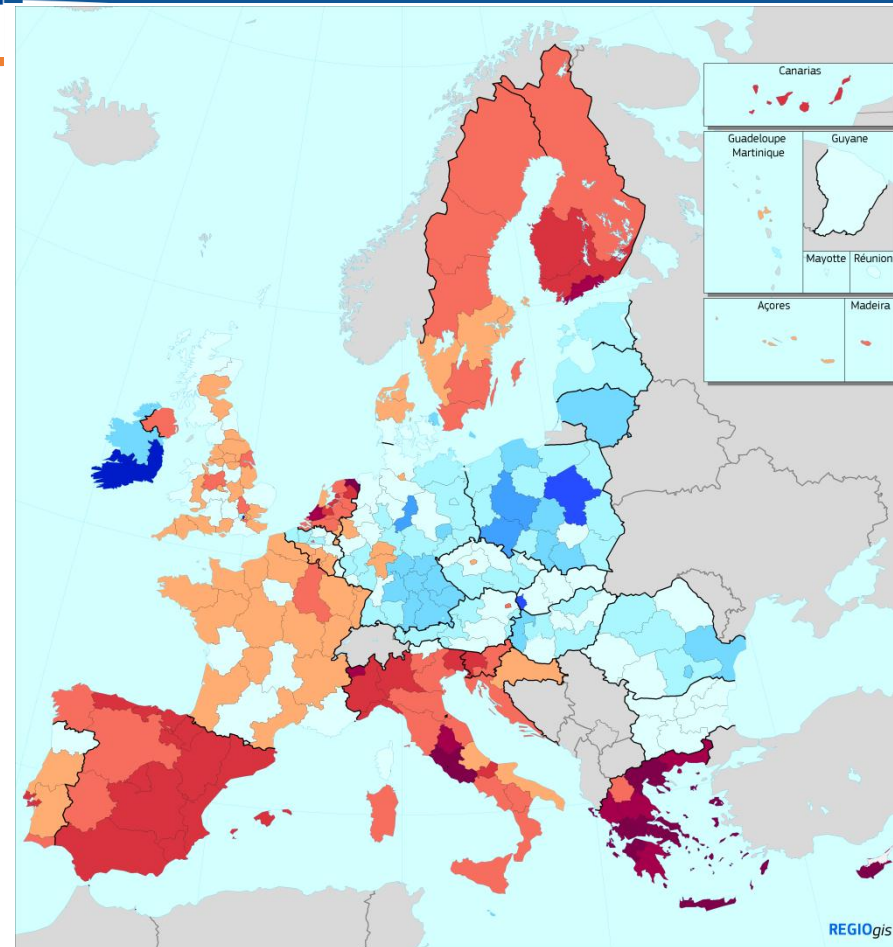 Canarias
Guadeloupe
Martinique
Guyane
Mayotte
Réunion
Açores
Madeira
REGIOgis